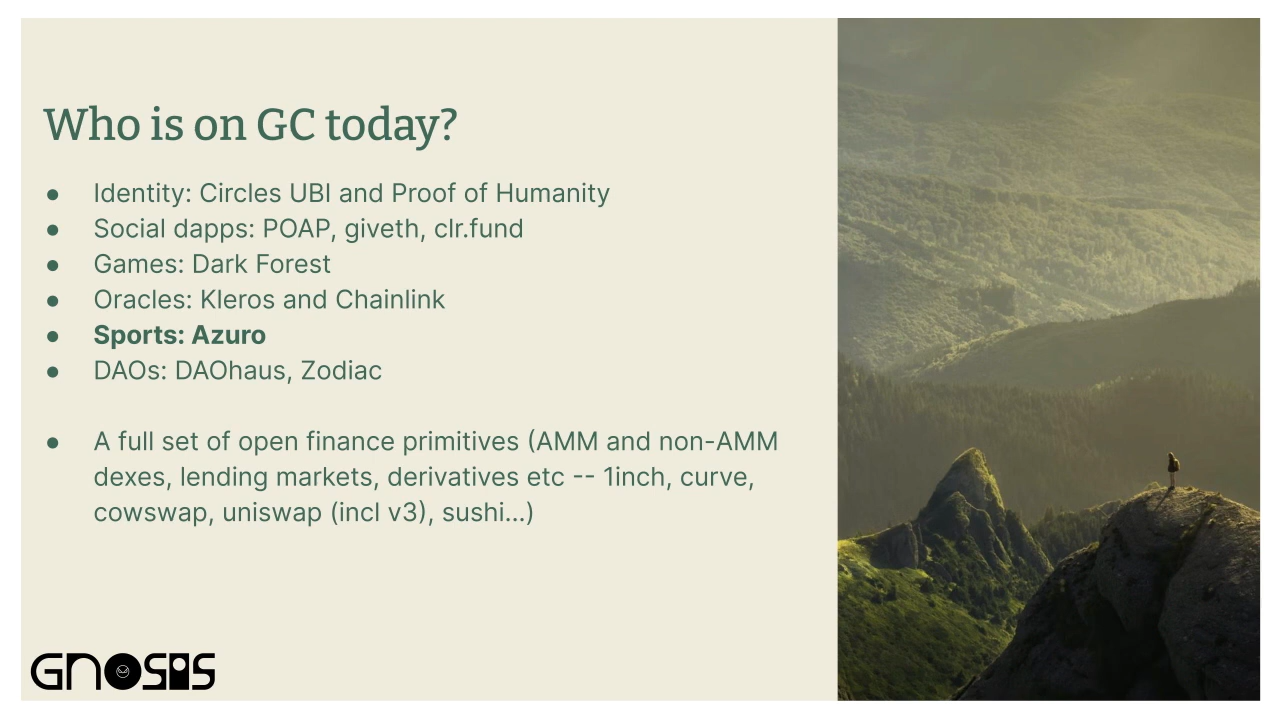 Who is on GC today?
● Identity: Circles UBI and Proof of Humanity
● Social dapps: POAP, giveth, clr.fund
● Games: Dark Forest
● Oracles: Kleros and Chainlink
● Sports: Azuro
● DAOs: DAOhaus, Zodiac
● A full set of open finance primitives (AMM and non-AMM
dexes, lending markets, derivatives etc -- 1inch, curve,
cowswap, uniswap (incl v3), sushi...)
GNOSIS